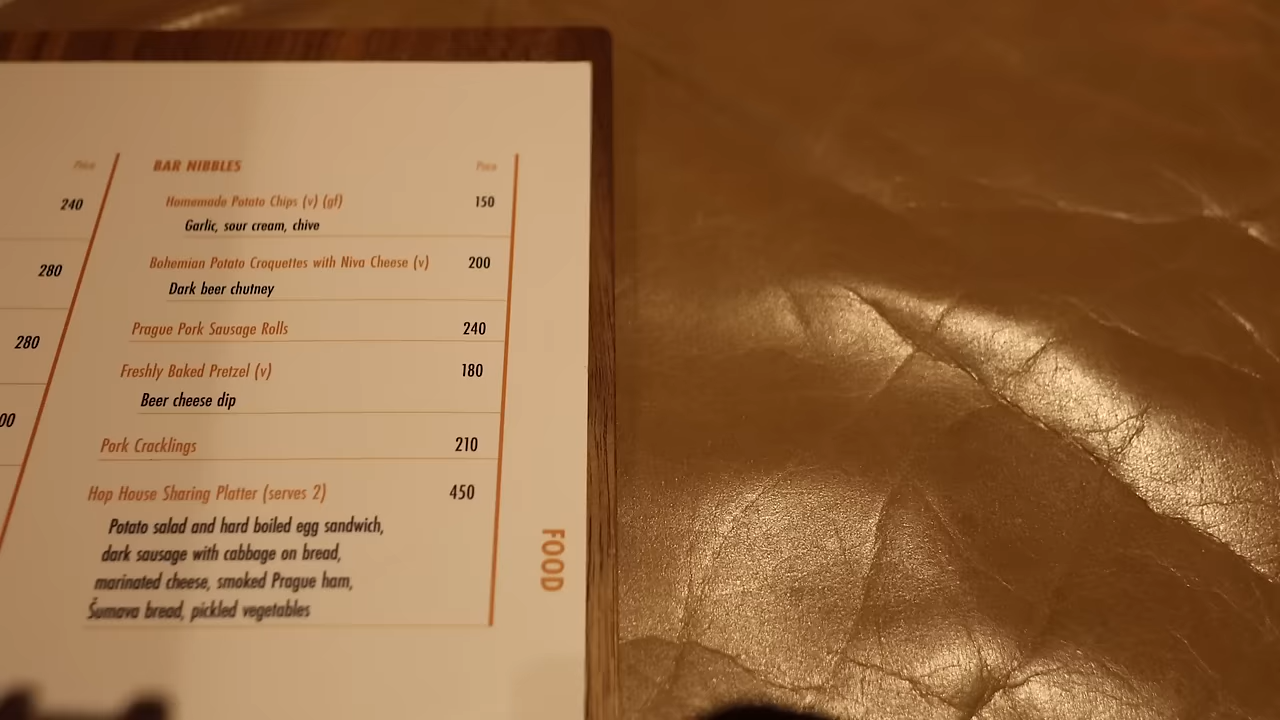 Price
240
280
280
00
BAR NIBBLES Price
Homemade Potato Chips (v) (gf) 150
Garlic, sour cream, chive
Bohemian Potato Croquettes with Niva Cheese (v) 200
Dark beer chutney
Prague Pork Sausage Rolls 240
Freshly Baked Pretzel (v) 180
Beer cheese dip
Pork Cracklings 210
Hop House Sharing Platter (serves 2) 450
Potato salad and hard boiled egg sandwich,
dark sausage with cabbage on bread,
marinated cheese, smoked Prague ham,
Šumava bread, pickled vegetables
FOOD